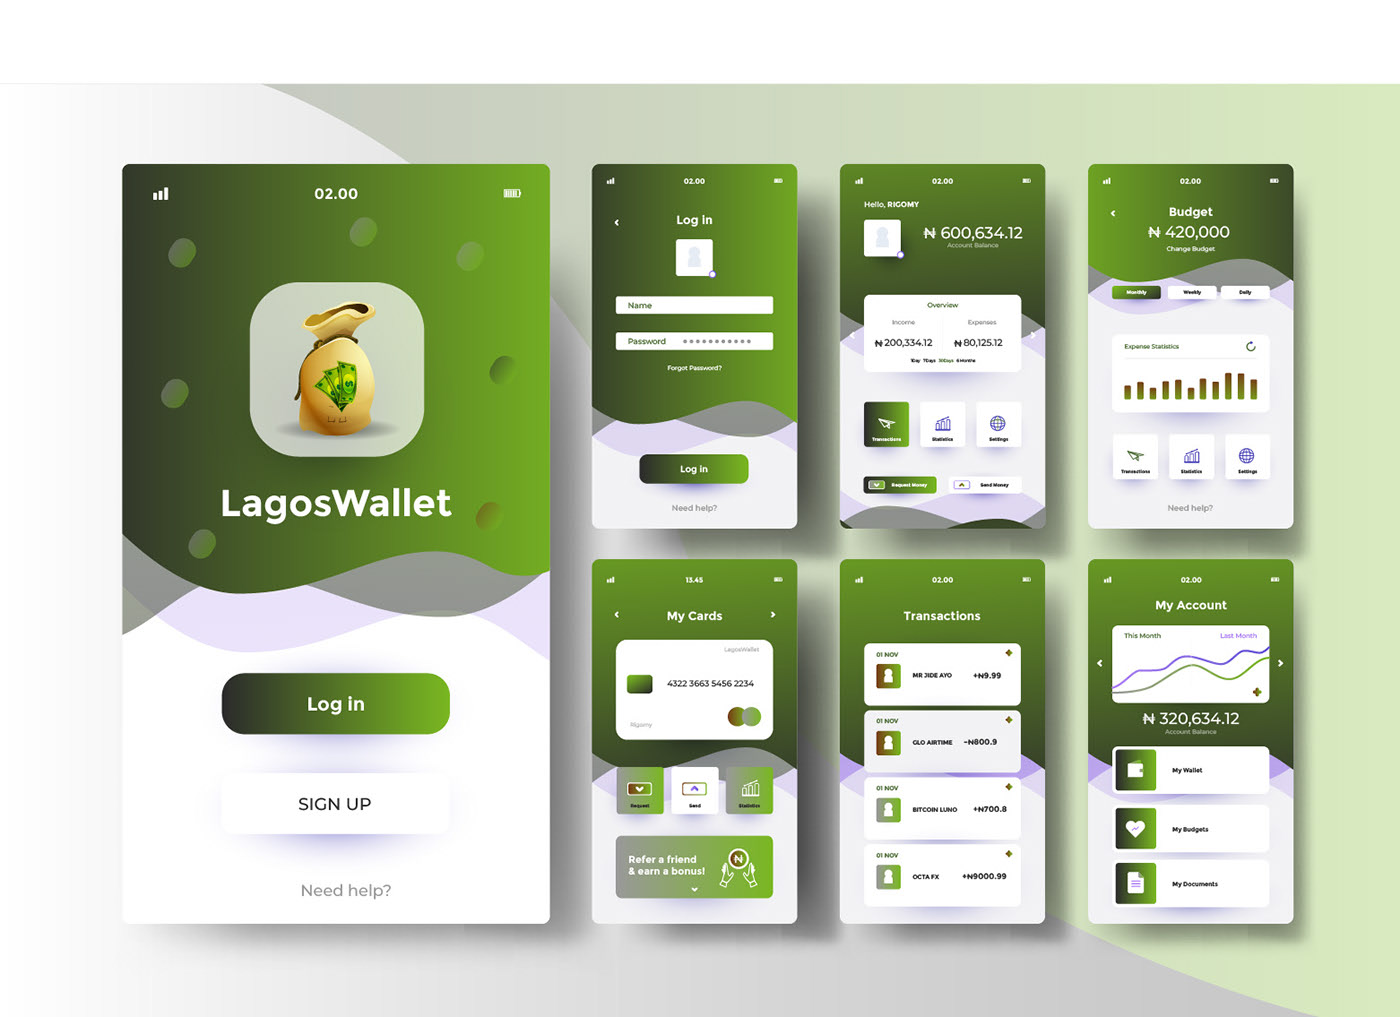 02.00
LagosWallet
Log in
SIGN UP
Need help?
02.00
Log in
Name
Password
Forgot Password?
Log in
Need help?
02.00
Hello, RIGOMY
₦ 600,634.12
Account Balance
Overview
Income Expenses
₦ 200,334.12 ₦ 80,125.12
1Day 7Days 30Days 6Months
Transactions Statistics Settings
Request Money Send Money
02.00
Budget
₦ 420,000
Change Budget
Monthly Weekly Daily
Expense Statistics
Transactions Statistics Settings
Need help?
13.45
My Cards
LagosWallet
4322 3663 5456 2234
Rigomy
Request Send Statistics
Refer a friend
& earn a bonus!
₦
02.00
Transactions
01 NOV
MR JIDE AYO +₦9.99
01 NOV
GLO AIRTIME -₦800.9
01 NOV
BITCOIN LUNO +₦700.8
01 NOV
OCTA FX +₦9000.99
02.00
My Account
This Month Last Month
₦ 320,634.12
Account Balance
My Wallet
My Budgets
My Documents